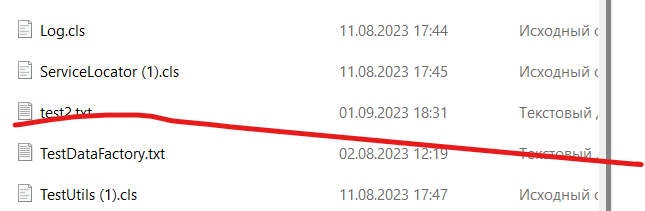 Log.cls 11.08.2023 17:44 Исходный с
ServiceLocator (1).cls 11.08.2023 17:45 Исходный с
test2.txt 01.09.2023 18:31 Текстовый д
TestDataFactory.txt 02.08.2023 12:19 Текстовый д
TestUtils (1).cls 11.08.2023 17:47 Исходный с